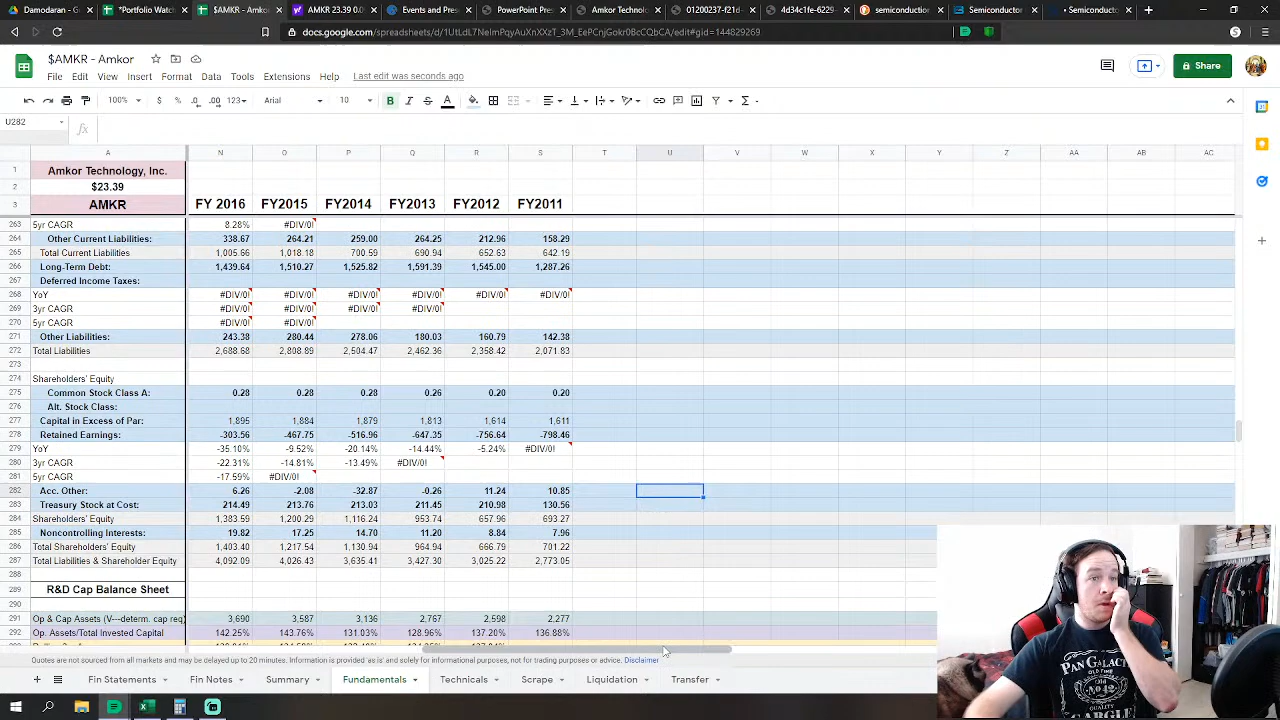 Damodaran - G
*Portfolio Watch
$AMKR - Amko
AMKR 23.39 0.0
Events and Pres
PowerPoint Pres
Amkor Technolo
01200237-f23d-
4d34c1fe-6223-
semiconductio
Semiconductor
Semiconductor
docs.google.com/spreadsheets/d/1UtLdL7NeImPqyAuXnXXzT_3M_EePCnjGokr0BcCQbCA/edit#gid=144829269
$AMKR - Amkor
File Edit View Insert Format Data Tools Extensions Help Last edit was seconds ago
Share
100% $ % .0 .00 123 Arial 10 B I S A
U282 fx
A N O P Q R S T U V W X Y Z AA AB AC
1 Amkor Technology, Inc.
2 $23.39
3 AMKR FY 2016 FY2015 FY2014 FY2013 FY2012 FY2011
263 5yr CAGR 8.28% #DIV/0!
264 Other Current Liabilities: 338.67 264.21 259.00 264.25 212.96 158.29
265 Total Current Liabilities 1,005.66 1,018.18 700.59 690.94 652.63 642.19
266 Long-Term Debt: 1,439.64 1,510.27 1,525.82 1,591.39 1,545.00 1,287.26
267 Deferred Income Taxes:
268 YoY #DIV/0! #DIV/0! #DIV/0! #DIV/0! #DIV/0! #DIV/0!
269 3yr CAGR #DIV/0! #DIV/0! #DIV/0! #DIV/0!
270 5yr CAGR #DIV/0! #DIV/0!
271 Other Liabilities: 243.38 280.44 278.06 180.03 160.79 142.38
272 Total Liabilities 2,688.68 2,808.89 2,504.47 2,462.36 2,358.42 2,071.83
273
274 Shareholders' Equity
275 Common Stock Class A: 0.28 0.28 0.28 0.26 0.20 0.20
276 Alt. Stock Class:
277 Capital in Excess of Par: 1,895 1,884 1,879 1,813 1,614 1,611
278 Retained Earnings: -303.56 -467.75 -516.96 -647.35 -756.64 -798.46
279 YoY -35.10% -9.52% -20.14% -14.44% -5.24% #DIV/0!
280 3yr CAGR -22.31% -14.81% -13.49% #DIV/0!
281 5yr CAGR -17.59% #DIV/0!
282 Acc. Other: 6.26 -2.08 -32.87 -0.26 11.24 10.85
283 Treasury Stock at Cost: 214.49 213.76 213.03 211.45 210.98 130.56
284 Shareholders' Equity 1,383.59 1,200.29 1,116.24 953.74 657.96 693.27
285 Noncontrolling Interests: 19.82 17.25 14.70 11.20 8.84 7.96
286 Total Shareholders' Equity 1,403.40 1,217.54 1,130.94 964.94 666.79 701.22
287 Total Liabilities & Shareholder Equity 4,092.09 4,026.43 3,635.41 3,427.30 3,025.22 2,773.05
288
289 R&D Cap Balance Sheet
290
291 Op & Cap Assets (V---determ. cap req) 3,690 3,587 3,136 2,767 2,598 2,277
292 Op. Assets/Total Invested Capital 142.25% 143.76% 131.03% 128.96% 137.20% 136.88%
Quotes are not sourced from all markets and may be delayed up to 20 minutes. Information is provided 'as is' and solely for informational purposes, not for trading purposes or advice. Disclaimer
Fin Statements Fin Notes Summary Fundamentals Technicals Scrape Liquidation Transfer
PAN GALACTIC
No 42
GARGLE